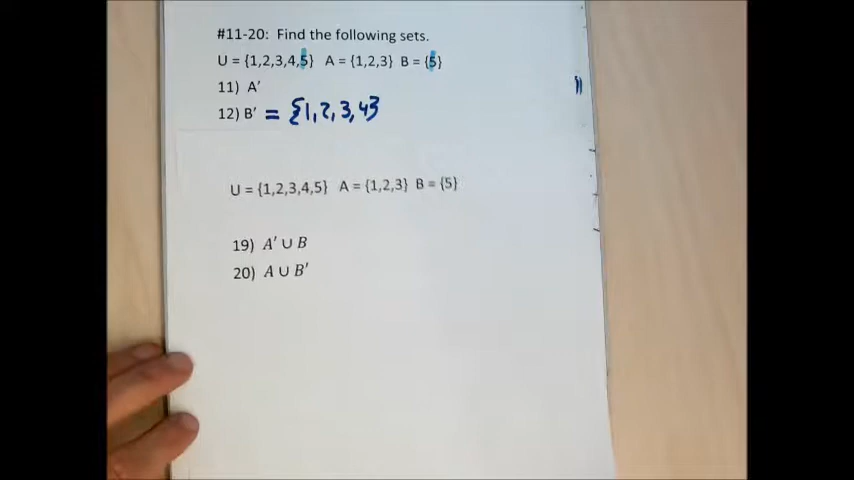 #11-20: Find the following sets.
U = {1,2,3,4,5} A = {1,2,3} B = {5}
11) A'
12) B' = {1,2,3,4}
U = {1,2,3,4,5} A = {1,2,3} B = {5}
19) A′ ∪ B
20) A ∪ B′